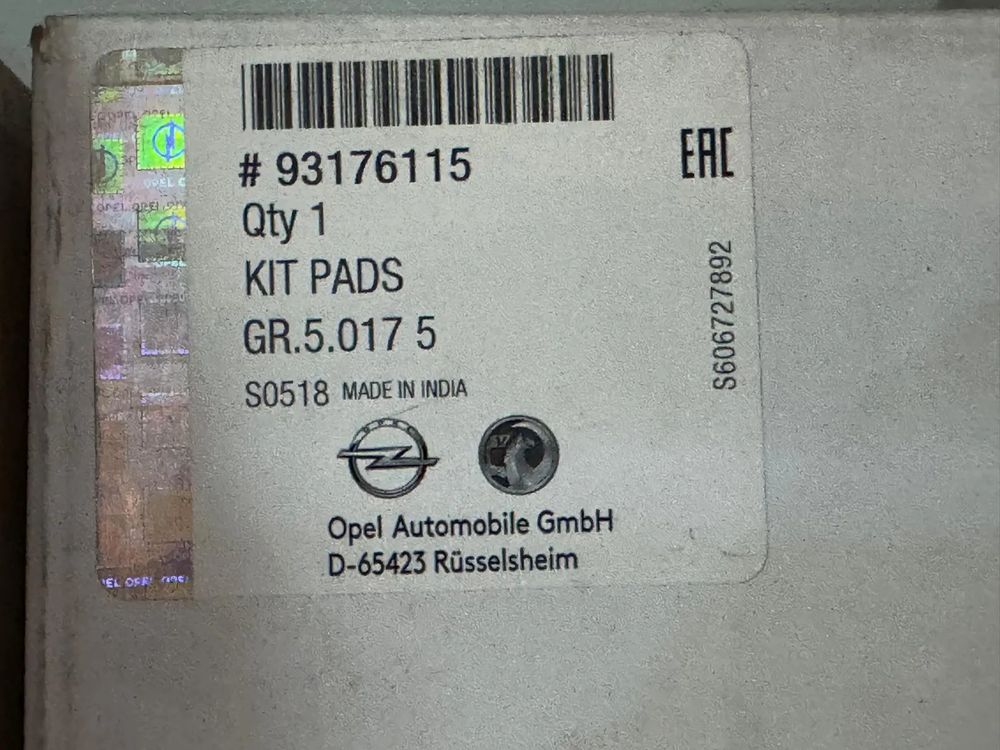 # 93176115
EAC
Qty 1
KIT PADS
GR.5.017 5
S0518 MADE IN INDIA
S606727892
OPEL
Opel Automobile GmbH
D-65423 Rüsselsheim